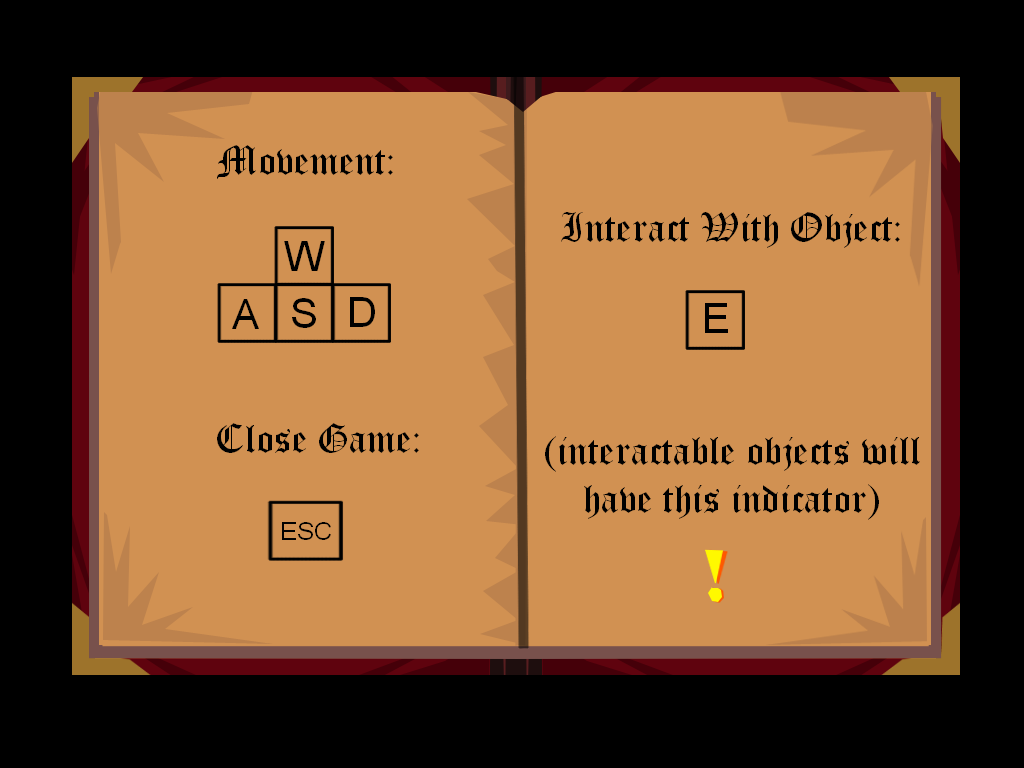 Movement:
W
A S D
Close Game:
ESC
Interact With Object:
E
(interactable objects will
have this indicator)
!